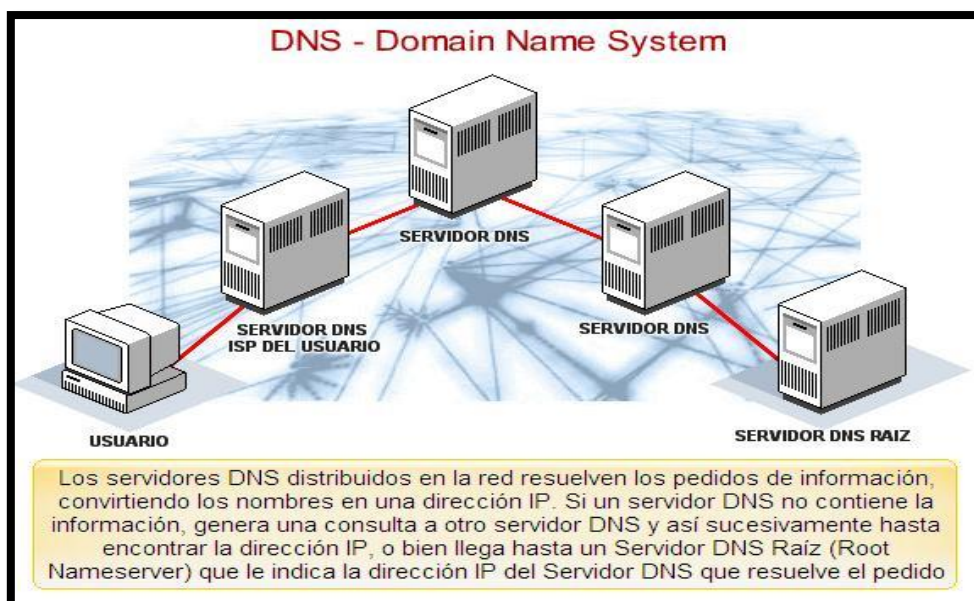 DNS - Domain Name System
SERVIDOR DNS
SERVIDOR DNS
ISP DEL USUARIO
SERVIDOR DNS
USUARIO
SERVIDOR DNS RAIZ
Los servidores DNS distribuidos en la red resuelven los pedidos de información,
convirtiendo los nombres en una dirección IP. Si un servidor DNS no contiene la
información, genera una consulta a otro servidor DNS y así sucesivamente hasta
encontrar la dirección IP, o bien llega hasta un Servidor DNS Raíz (Root
Nameserver) que le indica la dirección IP del Servidor DNS que resuelve el pedido